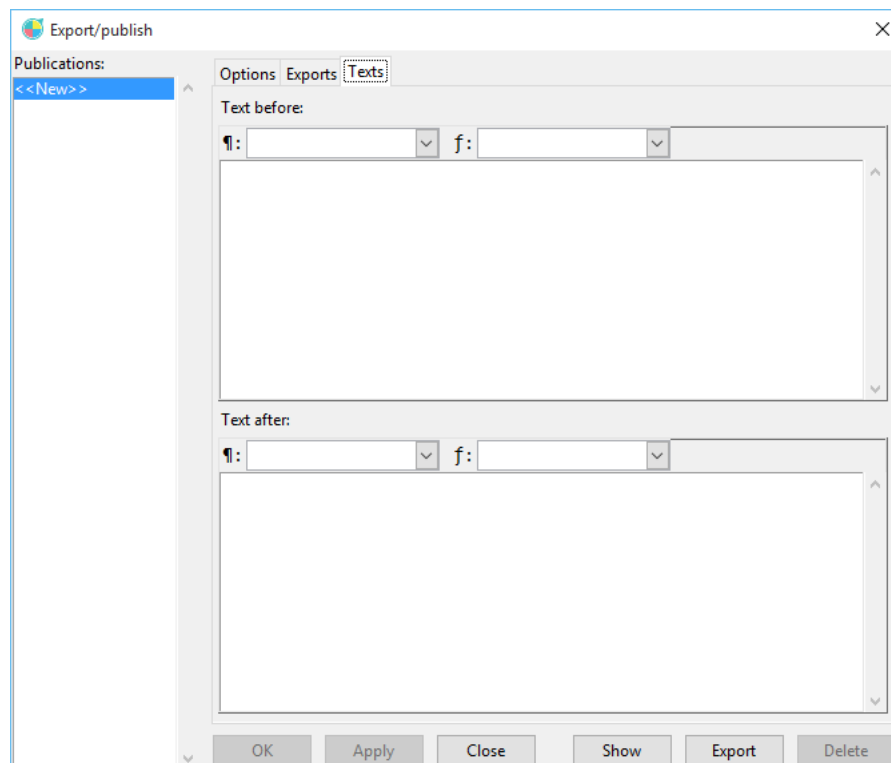 Export/publish
Publications:
<<New>>
Options Exports Texts
Text before:
¶: ƒ:
Text after:
¶: ƒ:
OK Apply Close Show Export Delete